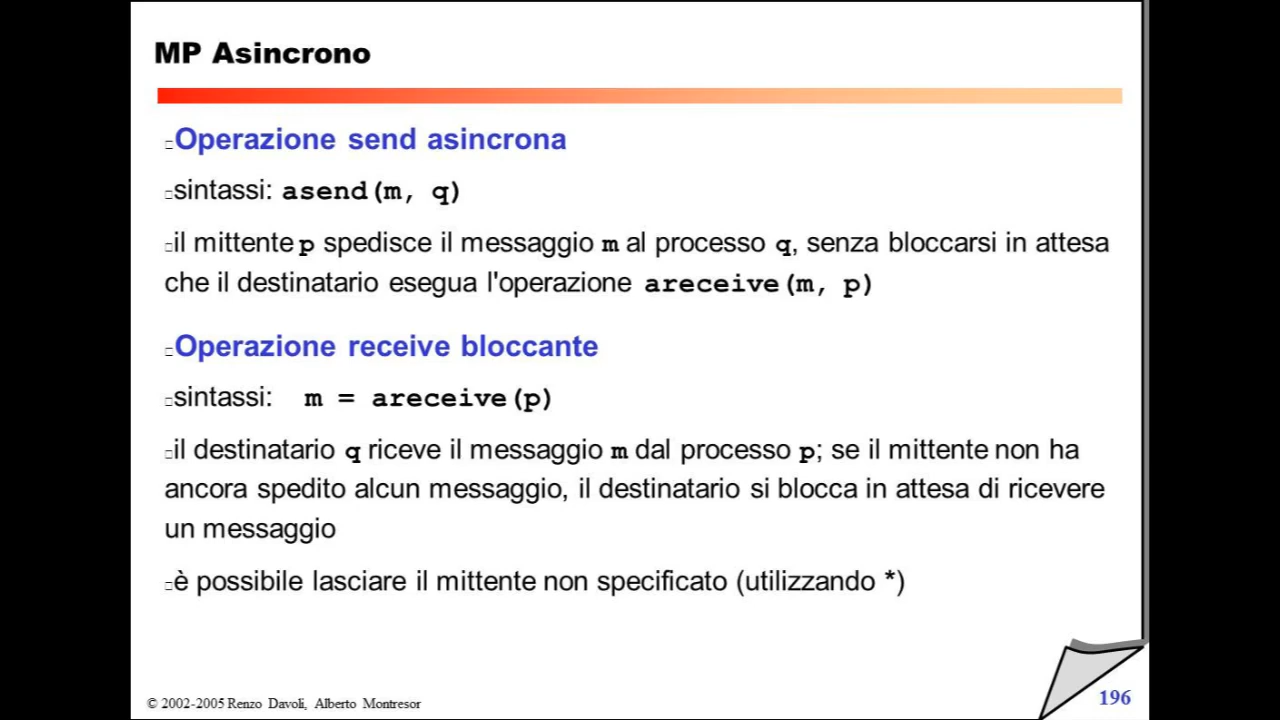 MP Asincrono
Operazione send asincrona
sintassi: asend(m, q)
il mittente p spedisce il messaggio m al processo q, senza bloccarsi in attesa
che il destinatario esegua l'operazione areceive(m, p)
Operazione receive bloccante
sintassi: m = areceive(p)
il destinatario q riceve il messaggio m dal processo p; se il mittente non ha
ancora spedito alcun messaggio, il destinatario si blocca in attesa di ricevere
un messaggio
è possibile lasciare il mittente non specificato (utilizzando *)
© 2002-2005 Renzo Davoli, Alberto Montresor
196